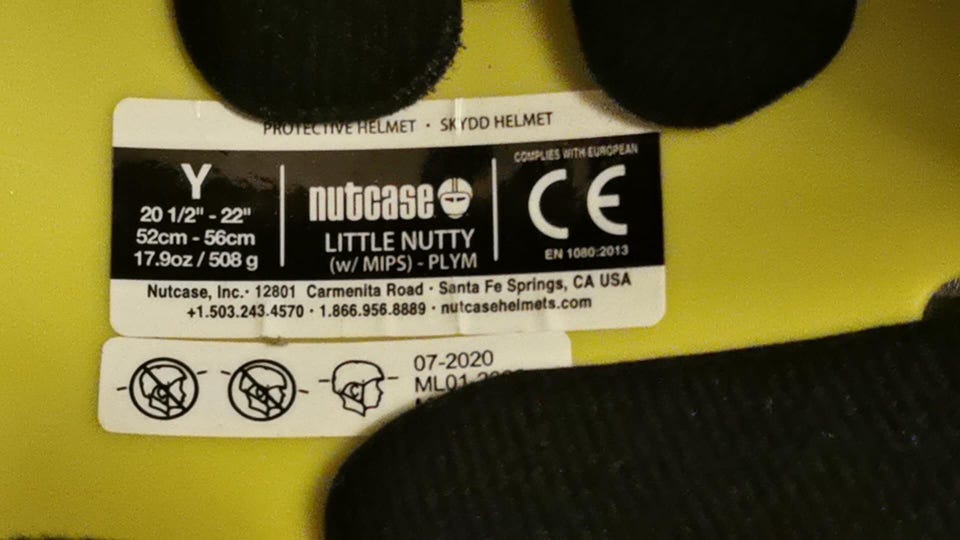 PROTECTIVE HELMET · SKYDD HELMET
Y
20 1/2" - 22"
52cm - 56cm
17.9oz / 508 g
nutcase
LITTLE NUTTY
(w/ MIPS) - PLYM
COMPLIES WITH EUROPEAN
CE
EN 1080:2013
Nutcase, Inc.· 12801 Carmenita Road · Santa Fe Springs, CA USA
+1.503.243.4570 · 1.866.956.8889 · nutcasehelmets.com
07-2020